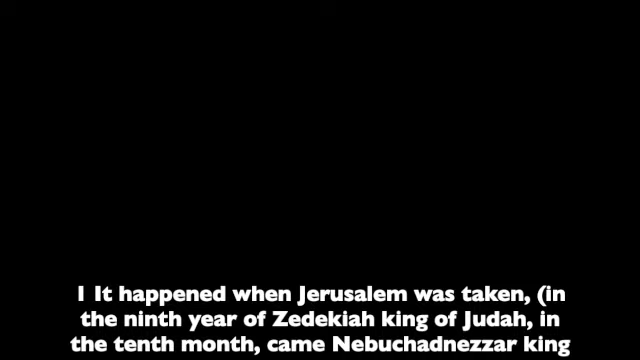 1 It happened when Jerusalem was taken, (in
the ninth year of Zedekiah king of Judah, in
the tenth month, came Nebuchadnezzar king